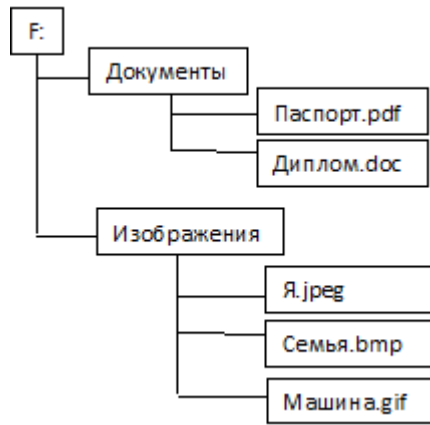 F:
Документы
Паспорт.pdf
Диплом.doc
Изображения
Я.jpeg
Семья.bmp
Машина.gif